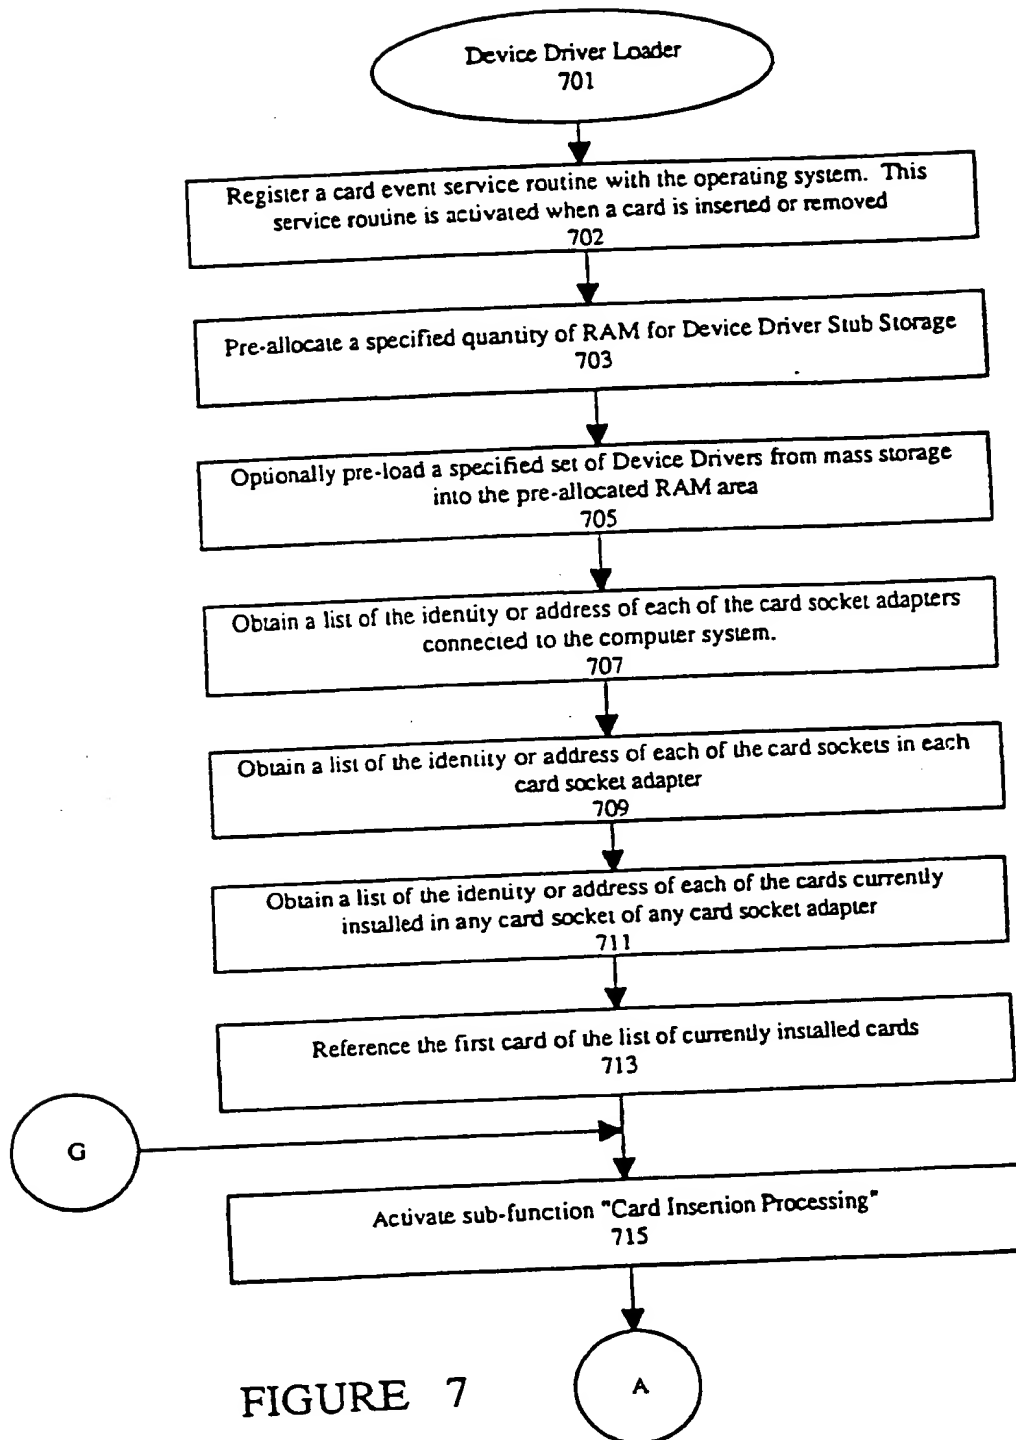 Device Driver Loader
701
Register a card event service routine with the operating system. This
service routine is activated when a card is inserted or removed
702
Pre-allocate a specified quantity of RAM for Device Driver Stub Storage
703
Optionally pre-load a specified set of Device Drivers from mass storage
into the pre-allocated RAM area
705
Obtain a list of the identity or address of each of the card socket adapters
connected to the computer system.
707
Obtain a list of the identity or address of each of the card sockets in each
card socket adapter
709
Obtain a list of the identity or address of each of the cards currently
installed in any card socket of any card socket adapter
711
Reference the first card of the list of currently installed cards
713
G
Activate sub-function "Card Insertion Processing"
715
A
FIGURE 7